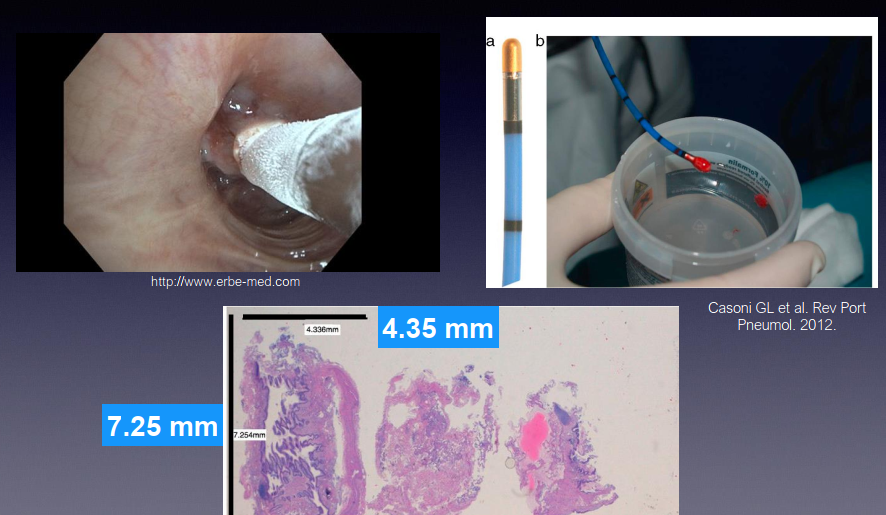 a
b
http://www.erbe-med.com
Casoni GL et al. Rev Port
Pneumol. 2012.
4.336mm
4.35 mm
7.25 mm
7.254mm